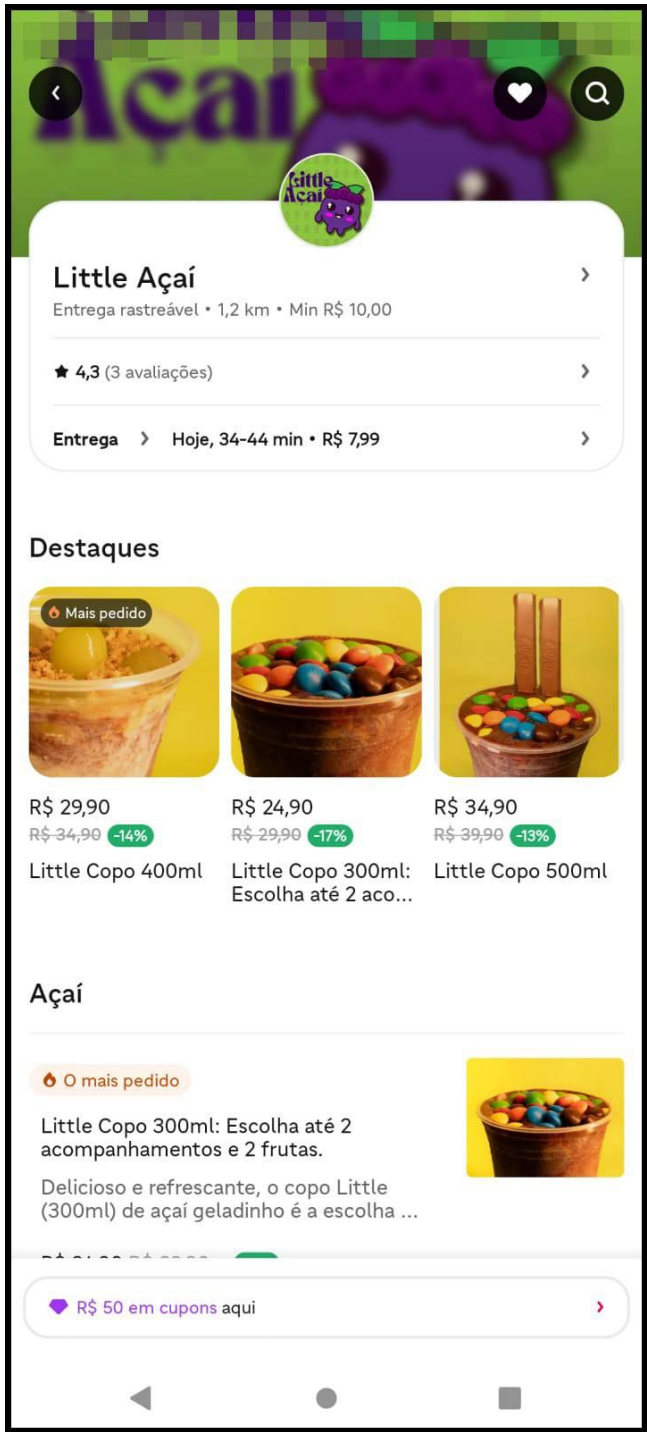 Açaí
Little
Açaí
Little Açaí
Entrega rastreável • 1,2 km • Min R$ 10,00
4,3 (3 avaliações)
Entrega > Hoje, 34-44 min • R$ 7,99
Destaques
Mais pedido
R$ 29,90
R$ 34,90 -14%
Little Copo 400ml
R$ 24,90
R$ 29,90 -17%
Little Copo 300ml:
Escolha até 2 aco...
R$ 34,90
R$ 39,90 -13%
Little Copo 500ml
Açaí
O mais pedido
Little Copo 300ml: Escolha até 2
acompanhamentos e 2 frutas.
Delicioso e refrescante, o copo Little
(300ml) de açaí geladinho é a escolha ...
R$ 50 em cupons aqui